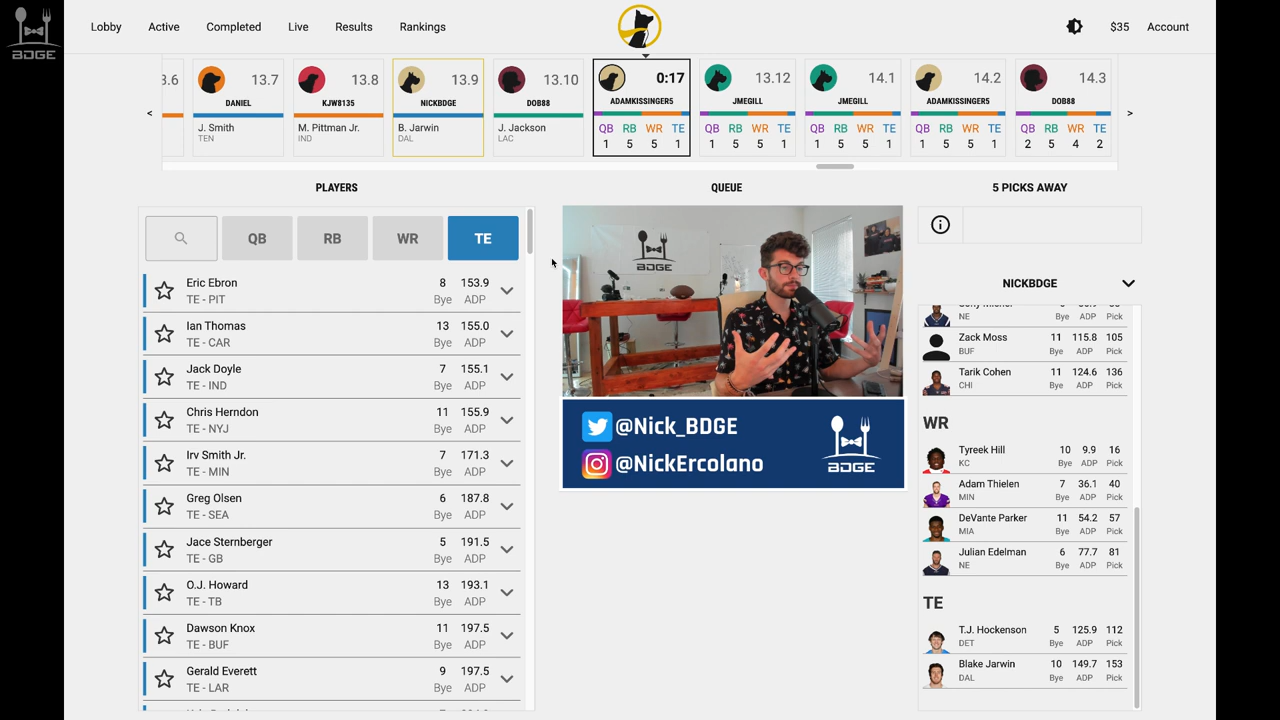 BDGE
Lobby Active Completed Live Results Rankings $35 Account
3.6 13.7 13.8 13.9 13.10 0:17 13.12 14.1 14.2 14.3
DANIEL KJW8135 NICKBDGE DOB88 ADAMKISSINGER5 JMEGILL JMEGILL ADAMKISSINGER5 DOB88
< J. Smith M. Pittman Jr. B. Jarwin J. Jackson QB RB WR TE QB RB WR TE QB RB WR TE QB RB WR TE QB RB WR TE >
TEN IND DAL LAC 1 5 5 1 1 5 5 1 1 5 5 1 1 5 5 1 2 5 4 2
PLAYERS QUEUE 5 PICKS AWAY
QB RB WR TE
Eric Ebron 8 153.9
TE - PIT Bye ADP
Ian Thomas 13 155.0
TE - CAR Bye ADP
Jack Doyle 7 155.1
TE - IND Bye ADP
Chris Herndon 11 155.9
TE - NYJ Bye ADP
Irv Smith Jr. 7 171.3
TE - MIN Bye ADP
Greg Olsen 6 187.8
TE - SEA Bye ADP
Jace Sternberger 5 191.5
TE - GB Bye ADP
O.J. Howard 13 193.1
TE - TB Bye ADP
Dawson Knox 11 197.5
TE - BUF Bye ADP
Gerald Everett 9 197.5
TE - LAR Bye ADP
BDGE
@Nick_BDGE
@NickErcolano
BDGE
NICKBDGE
NE Bye ADP Pick
Zack Moss 11 115.8 105
BUF Bye ADP Pick
Tarik Cohen 11 124.6 136
CHI Bye ADP Pick
WR
Tyreek Hill 10 9.9 16
KC Bye ADP Pick
Adam Thielen 7 36.1 40
MIN Bye ADP Pick
DeVante Parker 11 54.2 57
MIA Bye ADP Pick
Julian Edelman 6 77.7 81
NE Bye ADP Pick
TE
T.J. Hockenson 5 125.9 112
DET Bye ADP Pick
Blake Jarwin 10 149.7 153
DAL Bye ADP Pick